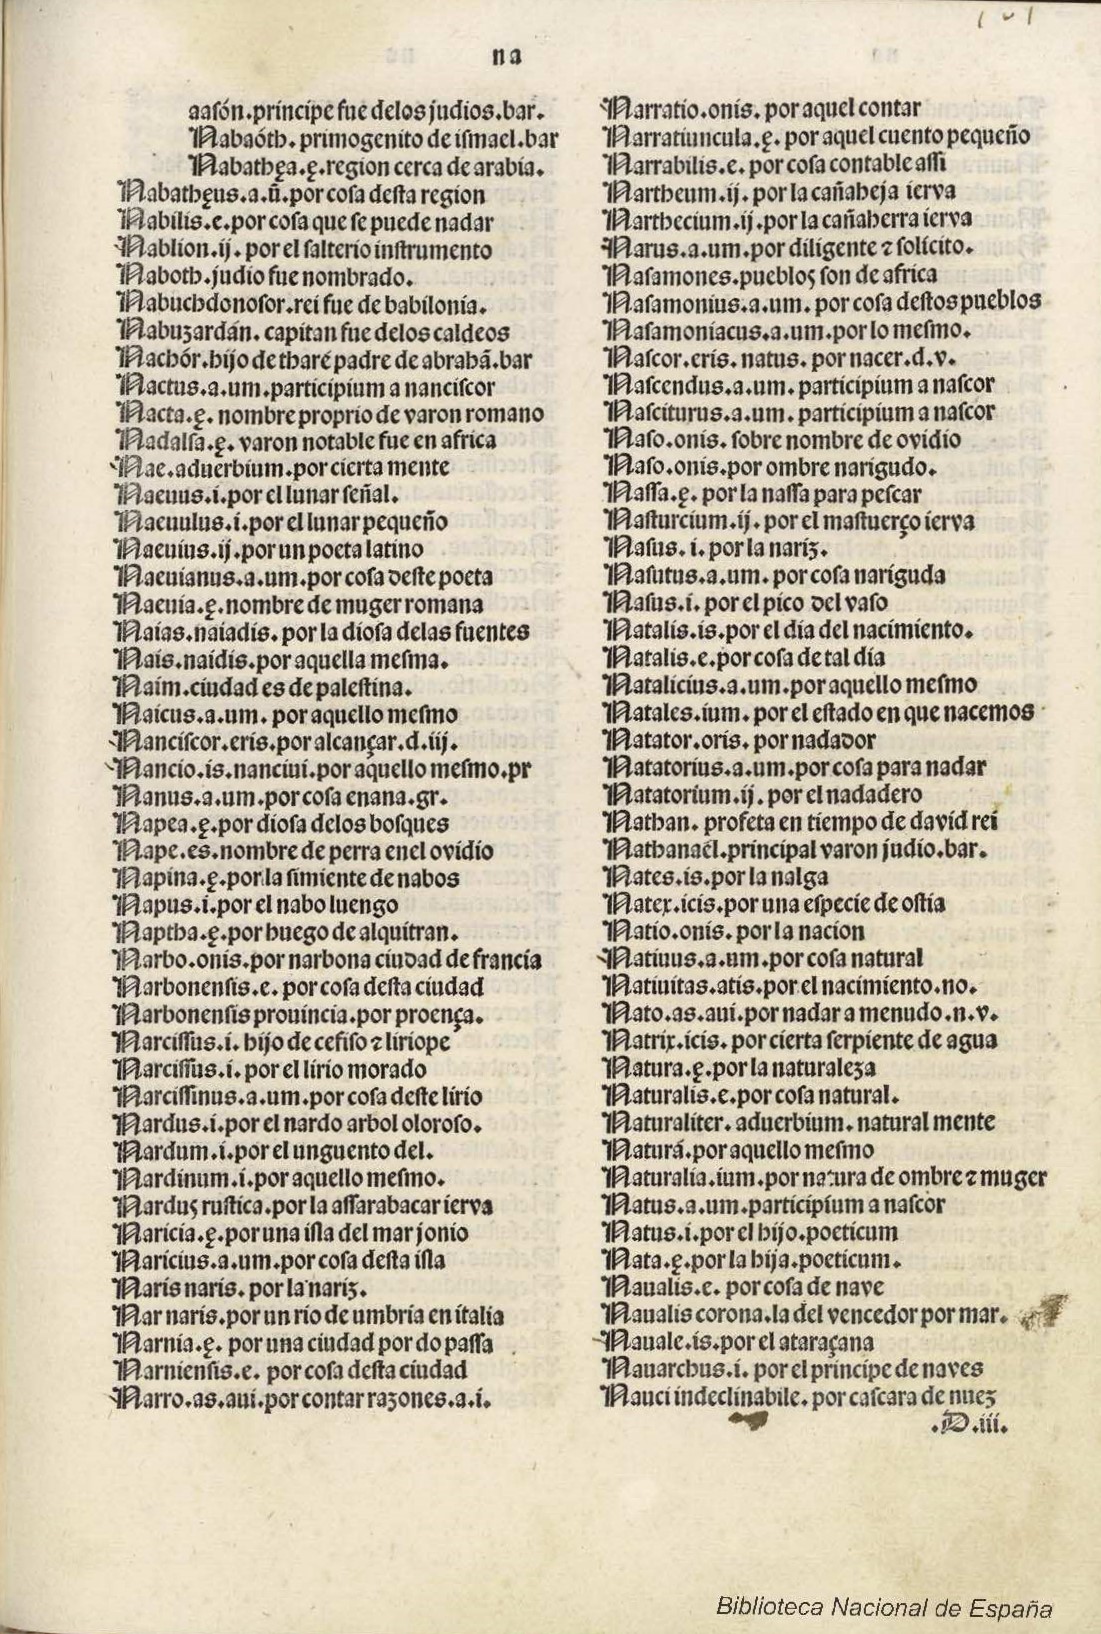 na
aasón.principe fue delos judios.bar.
Nabaóth.primogenito de ismael.bar
Nabathęa.ę.region cerca de arabia.
Nabathęus.a.ũ.por cosa desta region
Nabilis.e.por cosa que se puede nadar
Nablion.ij.por el salterio instrumento
Naboth.judio fue nombrado.
Nabuchdonosor.rei fue de babilonia.
Nabuzardán.capitan fue delos caldeos
Nachór.hijo de tharé padre de abrahã.bar
Nactus.a.um.participium a nanciscor
Nacta.ę.nombre proprio de varon romano
Nadalsa.ę.varon notable fue en africa
Nae.aduerbium.por cierta mente
Naeuus.i.por el lunar señal.
Naeuulus.i.por el lunar pequeño
Naeuius.ij.por un poeta latino
Naeuianus.a.um.por cosa deste poeta
Naeuia.ę.nombre de muger romana
Naias.naiadis.por la diosa delas fuentes
Nais.naidis.por aquella mesma.
Naim.ciudad es de palestina.
Naicus.a.um.por aquello mesmo
Nanciscor.eris.por alcançar.d.iij.
Nancio.is.nanciui.por aquello mesmo.pr
Nanus.a.um.por cosa enana.gr.
Napea.ę.por diosa delos bosques
Nape.es.nombre de perra enel ovidio
Napina.ę.por la simiente de nabos
Napus.i.por el nabo luengo
Naptha.ę.por huego de alquitran.
Narbo.onis.por narbona ciudad de francia
Narbonensis.e.por cosa desta ciudad
Narbonensis prouincia.por proença.
Narcissus.i.hijo de cefiso ⁊ liriope
Narcissus.i.por el lirio morado
Narcissinus.a.um.por cosa deste lirio
Nardus.i.por el nardo arbol oloroso.
Nardum.i.por el unguento del.
Nardinum.i.por aquello mesmo.
Nardus rustica.por la assarabacar ierva
Naricia.ę.por una isla del mar jonio
Naricius.a.um.por cosa desta isla
Naris naris.por la nariz.
Nar naris.por un rio de umbria en italia
Narnia.ę.por una ciudad por do passa
Narniensis.e.por cosa desta ciudad
Narro.as.aui.por contar razones.a.i.
Narratio.onis.por aquel contar
Narratiuncula.ę.por aquel cuento pequeño
Narrabilis.e.por cosa contable assi
Nartheum.ij.por la cañaheja ierva
Narthecium.ij.por la cañaherra ierva
Narus.a.um.por diligente ⁊ solicito.
Nasamones.pueblos son de africa
Nasamonius.a.um.por cosa destos pueblos
Nasamoniacus.a.um.por lo mesmo.
Nascor.eris.natus.por nacer.d.v.
Nascendus.a.um.participium a nascor
Nasciturus.a.um.participium a nascor
Naso.onis.sobre nombre de ovidio
Naso.onis.por ombre narigudo.
Nassa.ę.por la nassa para pescar
Nasturcium.ij.por el mastuerço ierva
Nasus.i.por la nariz.
Nasutus.a.um.por cosa nariguda
Nasus.i.por el pico del vaso
Natalis.is.por el dia del nacimiento.
Natalis.e.por cosa de tal dia
Natalicius.a.um.por aquello mesmo
Natales.ium.por el estado en que nacemos
Natator.oris.por nadador
Natatorius.a.um.por cosa para nadar
Natatorium.ij.por el nadadero
Nathan.profeta en tiempo de david rei
Nathanaél.principal varon judio.bar.
Nates.is.por la nalga
Natex.icis.por una especie de ostia
Natio.onis.por la nacion
Natiuus.a.um.por cosa natural
Natiuitas.atis.por el nacimiento.no.
Nato.as.aui.por nadar a menudo.n.v.
Natrix.icis.por cierta serpiente de agua
Natura.ę.por la naturaleza
Naturalis.e.por cosa natural.
Naturaliter.aduerbium.natural mente
Naturá.por aquello mesmo
Naturalia.ium.por natura de ombre ⁊ muger
Natus.a.um.participium a nascor
Natus.i.por el hijo.poeticum
Nata.ę.por la hija.poeticum.
Naualis.e.por cosa de nave
Naualis corona.la del vencedor por mar.
Nauale.is.por el ataraçana
Nauarchus.i.por el principe de naves
Nauci indeclinabile.por cascara de nuez
.D.iii.
Biblioteca Nacional de España